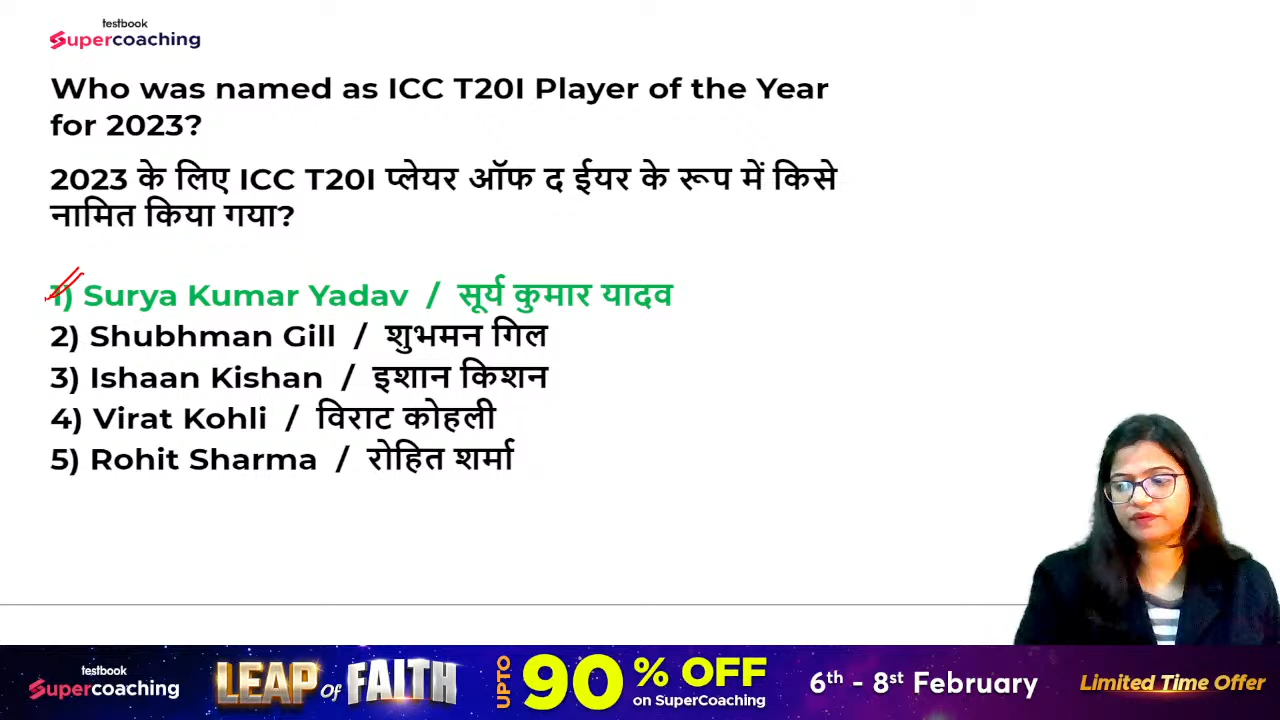 testbook
Supercoaching
Who was named as ICC T20I Player of the Year
for 2023?
2023 के लिए ICC T20I प्लेयर ऑफ द ईयर के रूप में किसे
नामित किया गया?
1) Surya Kumar Yadav / सूर्य कुमार यादव
2) Shubhman Gill / शुभमन गिल
3) Ishaan Kishan / इशान किशन
4) Virat Kohli / विराट कोहली
5) Rohit Sharma / रोहित शर्मा
testbook
Supercoaching
LEAP Of FAITH
UPTO 90% OFF
on SuperCoaching
6th - 8st February
Limited Time Offer